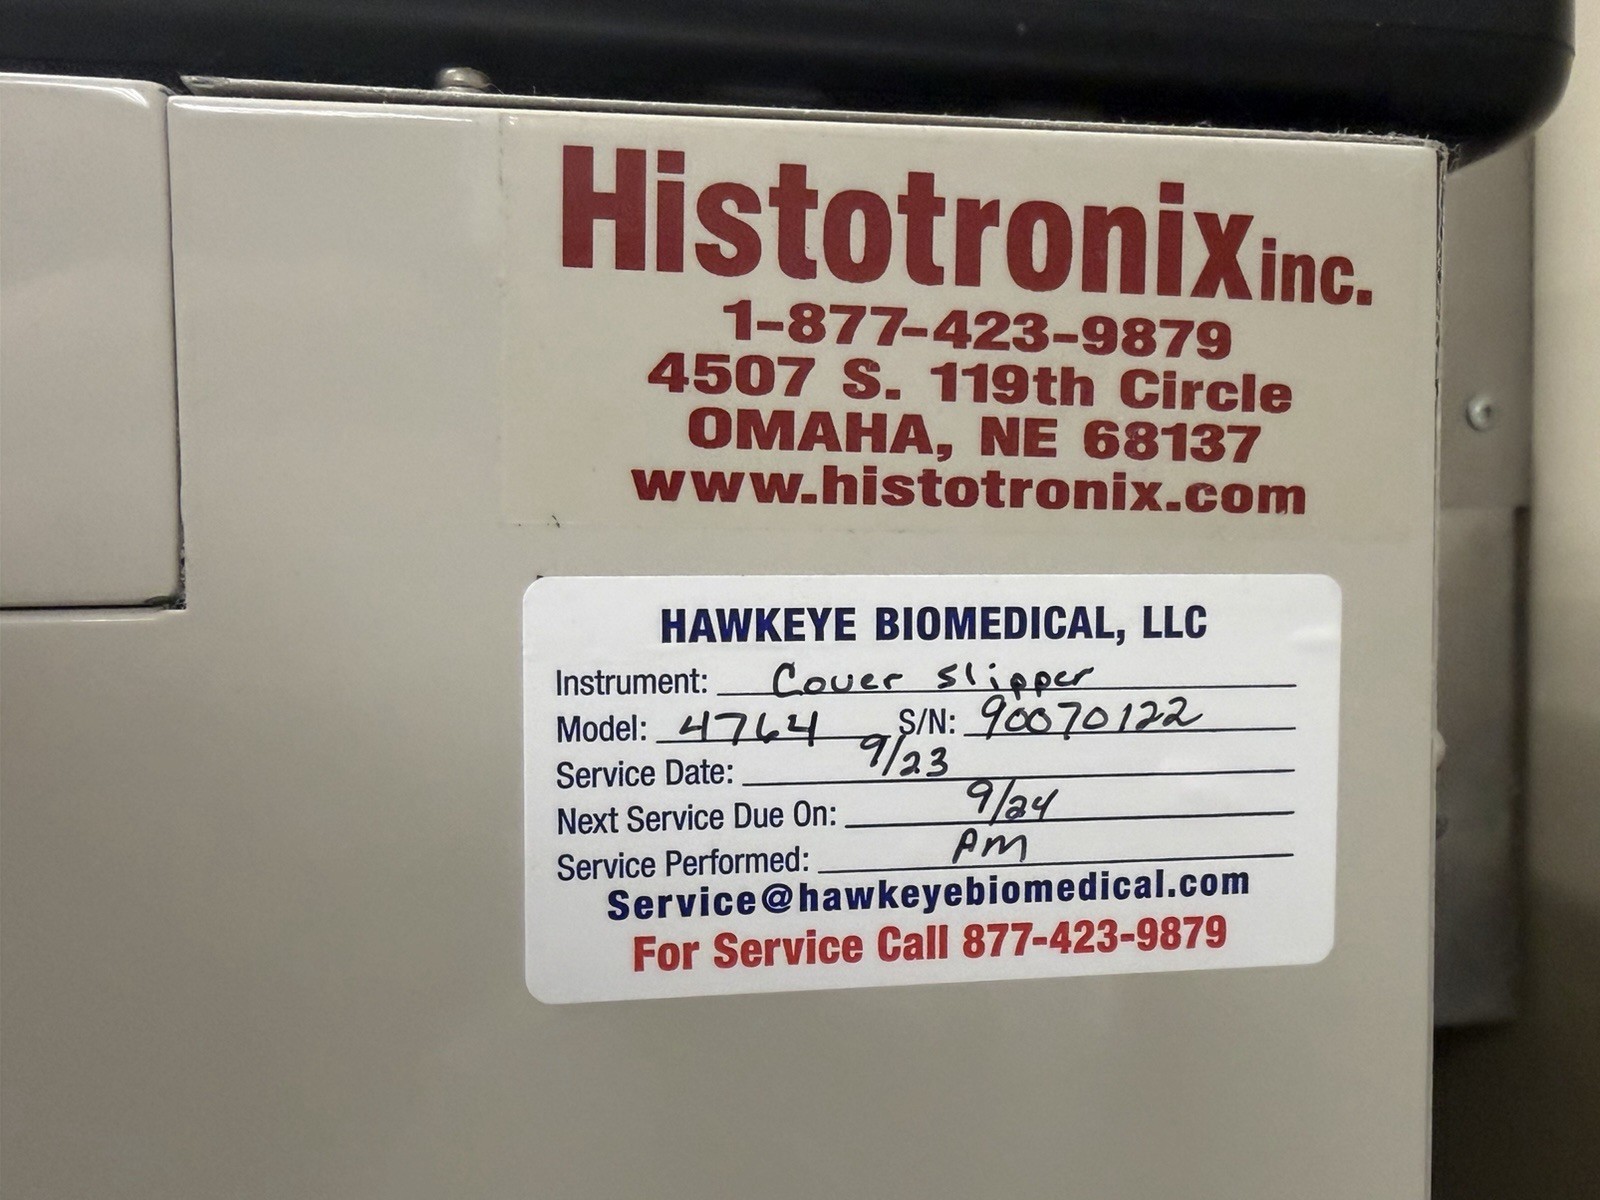 Histotronix inc.
1-877-423-9879
4507 S. 119th Circle
OMAHA, NE 68137
www.histotronix.com
HAWKEYE BIOMEDICAL, LLC
Instrument: Cover slipper
Model: 4764 S/N: 90070122
Service Date: 9/23
Next Service Due On: 9/24
Service Performed: PM
Service@hawkeyebiomedical.com
For Service Call 877-423-9879